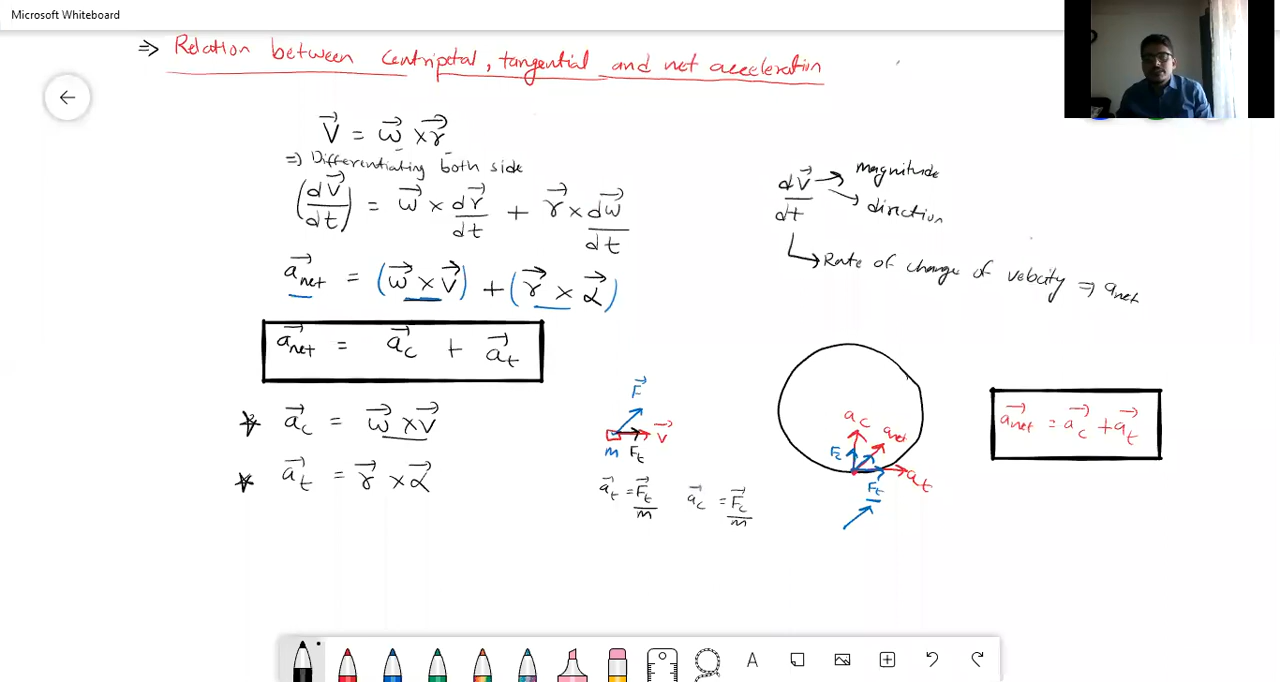 Microsoft Whiteboard
⇒ Relation between centripetal, tangential and net acceleration
V⃗ = ω⃗ × r⃗
⇒ Differentiating both side
(dV⃗/dt) = ω⃗ × dr⃗/dt + r⃗ × dω⃗/dt
a⃗net = (ω⃗ × V⃗) + (r⃗ × α⃗)
a⃗net = a⃗c + a⃗t
* a⃗c = ω⃗ × V⃗
* a⃗t = r⃗ × α⃗
dV⃗/dt → magnitude
→ direction
↳ Rate of change of velocity ⇒ anet
F⃗
V⃗
m Ft
a⃗t = F⃗t/m a⃗c = F⃗c/m
ac
anet
Fc
at
Ft
a⃗net = a⃗c + a⃗t
A